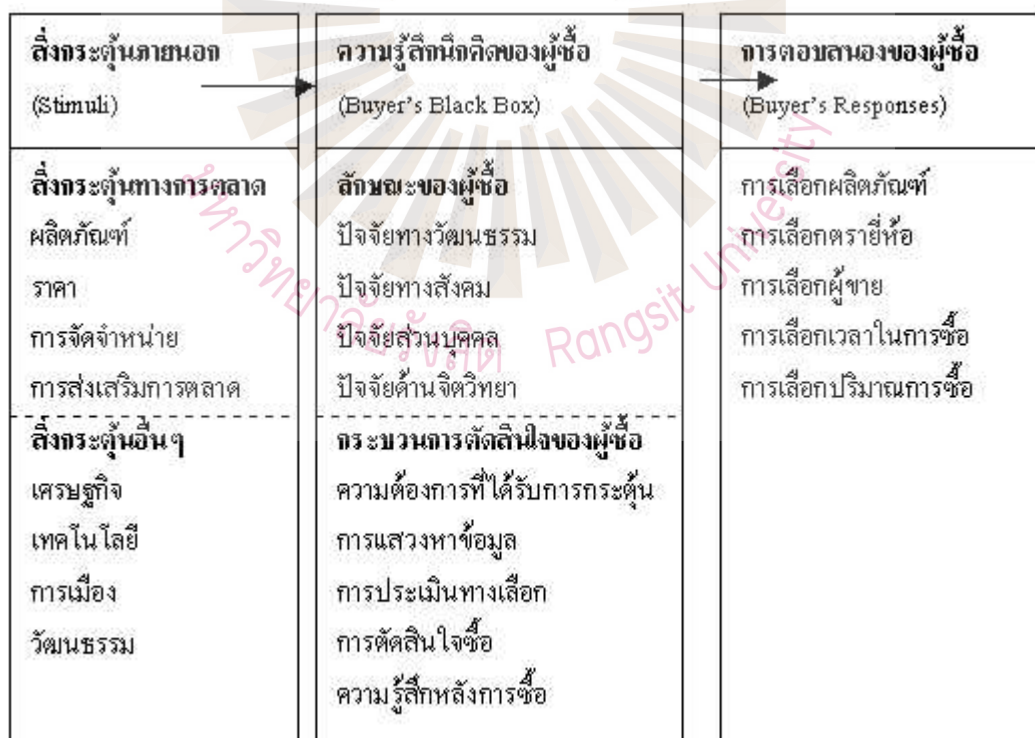 สิ่งกระตุ้นภายนอก
(Stimuli)
ความรู้สึกนึกคิดของผู้ซื้อ
(Buyer's Black Box)
การตอบสนองของผู้ซื้อ
(Buyer's Responses)
สิ่งกระตุ้นทางการตลาด
ผลิตภัณฑ์
ราคา
การจัดจำหน่าย
การส่งเสริมการตลาด
สิ่งกระตุ้นอื่นๆ
เศรษฐกิจ
เทคโนโลยี
การเมือง
วัฒนธรรม
ลักษณะของผู้ซื้อ
ปัจจัยทางวัฒนธรรม
ปัจจัยทางสังคม
ปัจจัยส่วนบุคคล
ปัจจัยด้านจิตวิทยา
กระบวนการตัดสินใจของผู้ซื้อ
ความต้องการที่ได้รับการกระตุ้น
การแสวงหาข้อมูล
การประเมินทางเลือก
การตัดสินใจซื้อ
ความรู้สึกหลังการซื้อ
การเลือกผลิตภัณฑ์
การเลือกตรายี่ห้อ
การเลือกผู้ขาย
การเลือกเวลาในการซื้อ
การเลือกปริมาณการซื้อ
มหาวิทยาลัยรังสิต Rangsit University